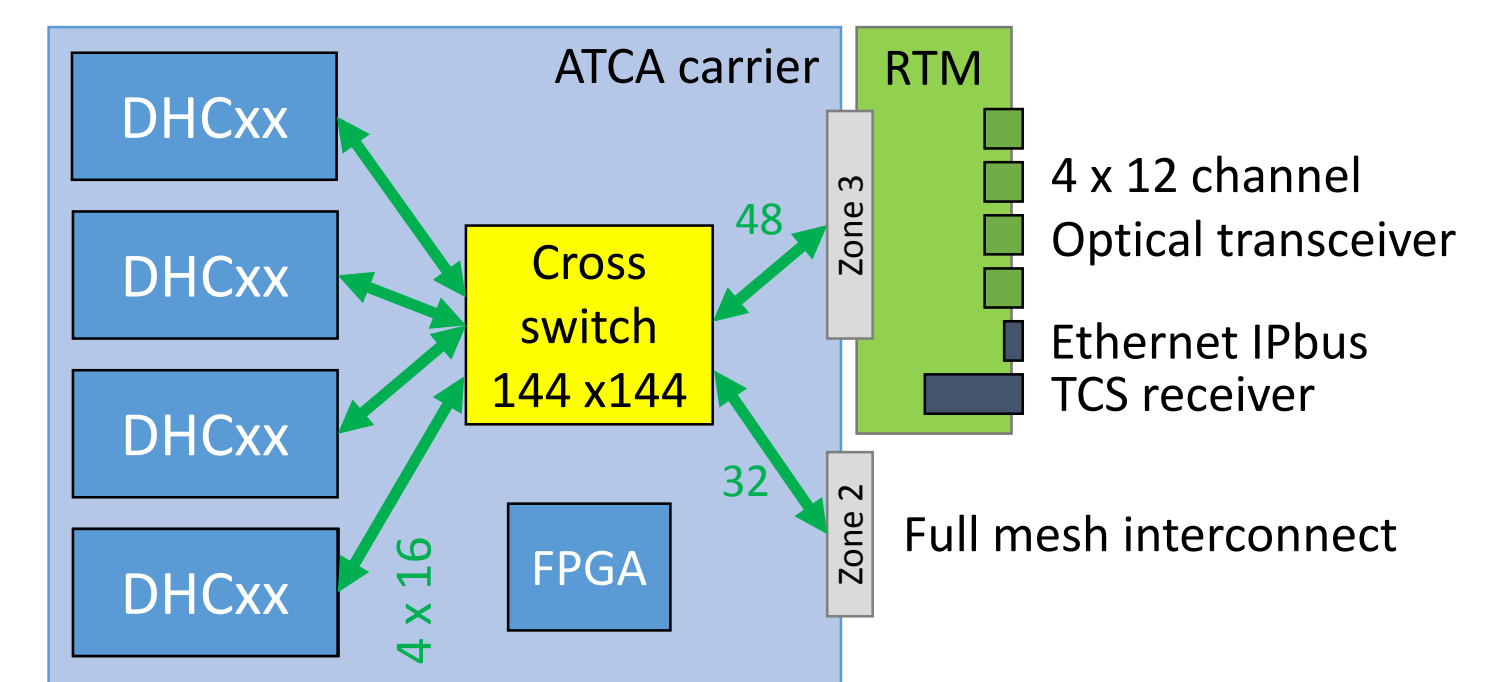 ATCA carrier
RTM
DHCxx
DHCxx
DHCxx
DHCxx
4 x 16
Cross
switch
144 x144
FPGA
48
32
Zone 3
Zone 2
4 x 12 channel
Optical transceiver
Ethernet IPbus
TCS receiver
Full mesh interconnect